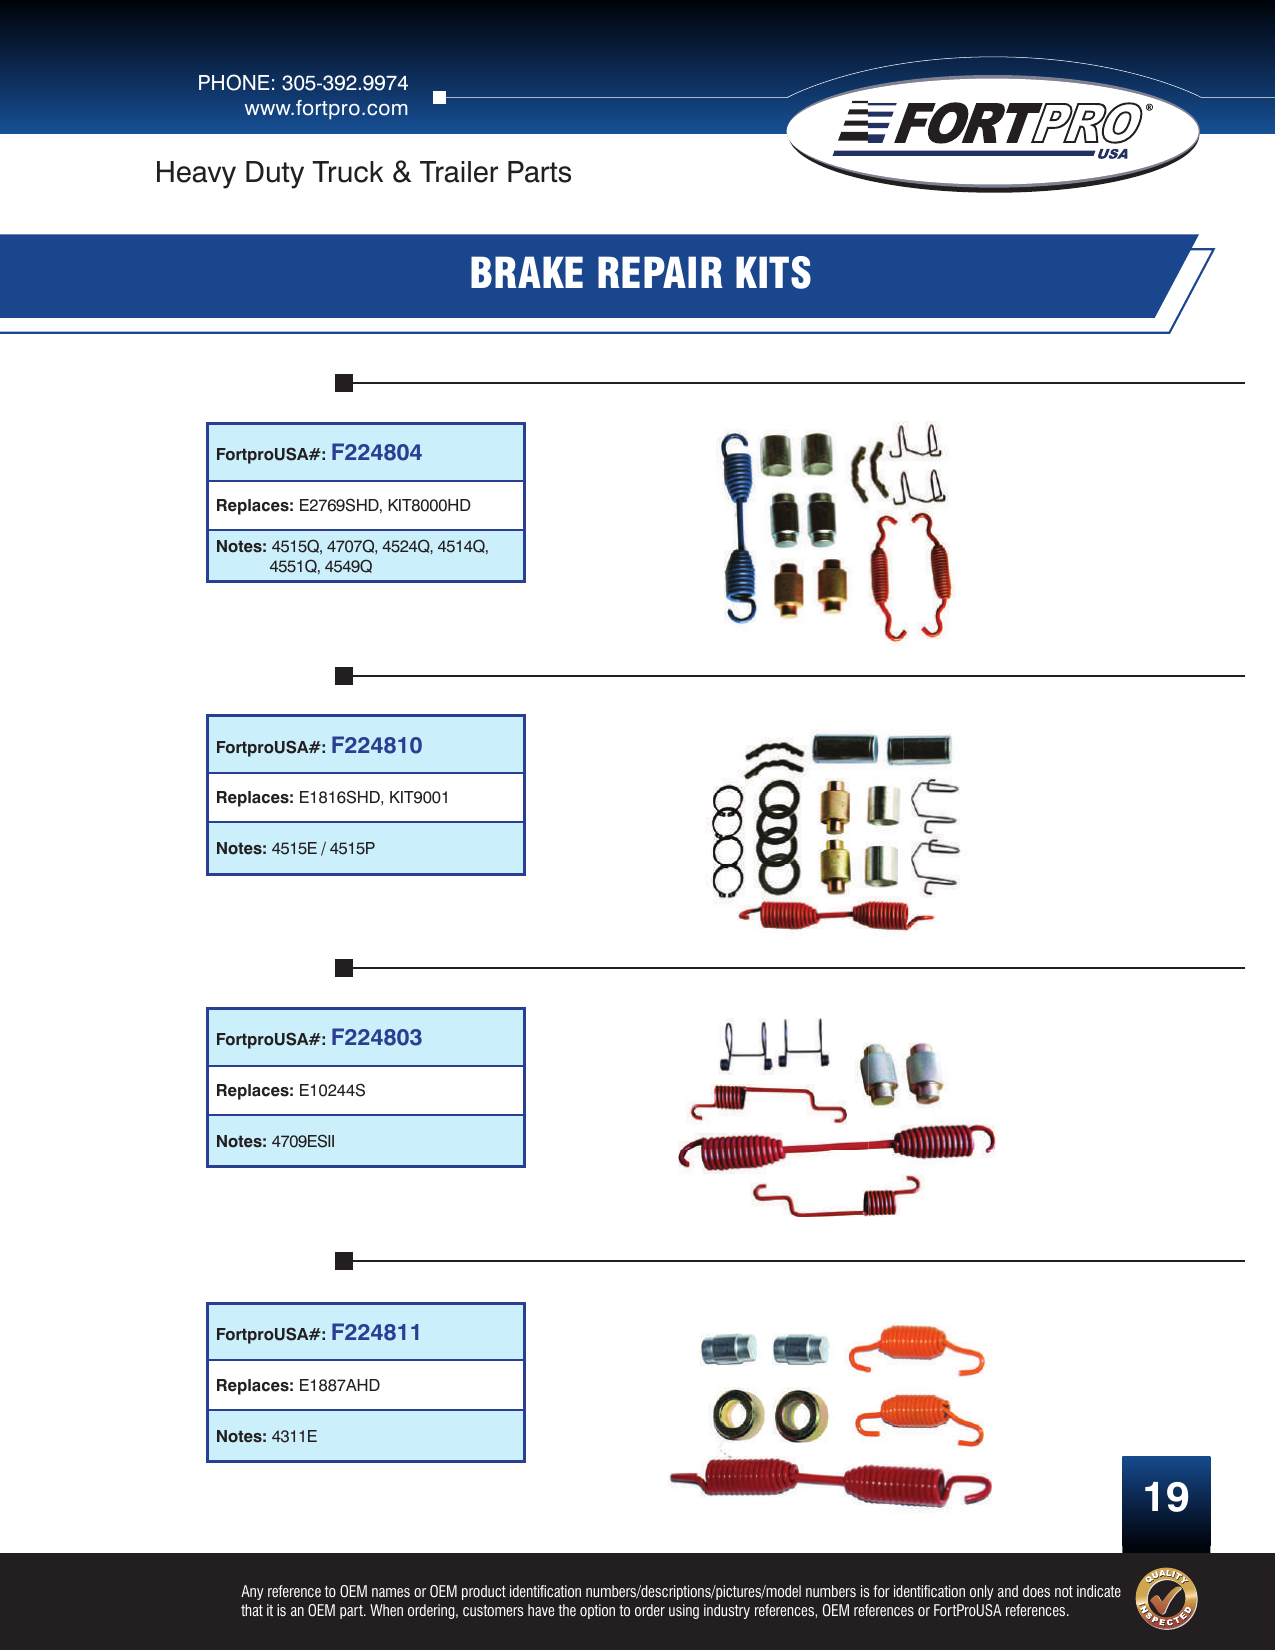 PHONE: 305-392.9974
www.fortpro.com
FORTPRO®
USA
Heavy Duty Truck & Trailer Parts
BRAKE REPAIR KITS
FortproUSA#: F224804
Replaces: E2769SHD, KIT8000HD
Notes: 4515Q, 4707Q, 4524Q, 4514Q,
4551Q, 4549Q
FortproUSA#: F224810
Replaces: E1816SHD, KIT9001
Notes: 4515E / 4515P
FortproUSA#: F224803
Replaces: E10244S
Notes: 4709ESII
FortproUSA#: F224811
Replaces: E1887AHD
Notes: 4311E
19
Any reference to OEM names or OEM product identification numbers/descriptions/pictures/model numbers is for identification only and does not indicate
that it is an OEM part. When ordering, customers have the option to order using industry references, OEM references or FortProUSA references.
QUALITY
INSPECTED